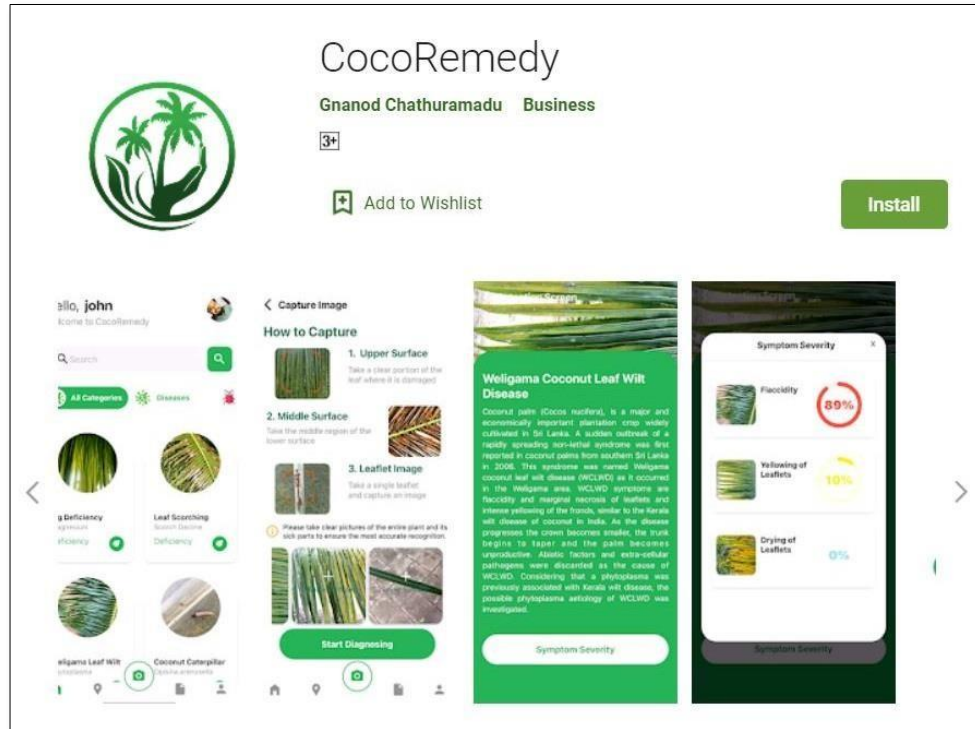 CocoRemedy
Gnanod Chathuramadu Business
3+
Add to Wishlist
Install
ello, john
lcome to CocoRemedy
Search
All Categories
Diseases
g Deficiency
agnesium
eficiency
Leaf Scorching
Scorch Decline
Deficiency
eligama Leaf Wilt
Coconut Caterpillar
Capture Image
How to Capture
1. Upper Surface
Take a clear portion of the
leaf where it is damaged
2. Middle Surface
Take the middle region of the
lower surface
3. Leaflet Image
Take a single leaflet
and capture an image
Please take clear pictures of the entire plant and its
sick parts to ensure the most accurate recognition.
Start Diagnesing
Screen
Weligama Coconut Leaf Wilt
Disease
Coconut palm (Cocos nucifera), is a major and
economically important plantation crop widely
cultivated in Sri Lanka. A sudden outbreak of a
rapidly spreading non-lethal syndrome was first
reported in coconut palms from southern Sri Lanka
in 2006. This syndrome was named Weligama
coconut leaf wilt disease (WCLWD) as it occurred
in the Weligama area. WCLWD symptoms are
flaccidity and marginal necrosis of leaflets and
intense yellowing of the fronds, similar to the Kerala
wilt disease of coconut in India. As the disease
progresses the crown becomes smaller, the trunk
begins to taper and the palm becomes
unproductive. Abiotic factors and extra-cellular
pathogens were discarded as the cause of
WCLWD. Considering that a phytoplasma was
previously associated with Kerala wilt disease, the
possible phytoplasma aetiology of WCLWD was
investigated.
Symptom Severity
Symptom Severity x
Flaccidity
89%
Yellowing of
Leaflets
10%
Drying of
Leaflets
0%
Symptom Severity